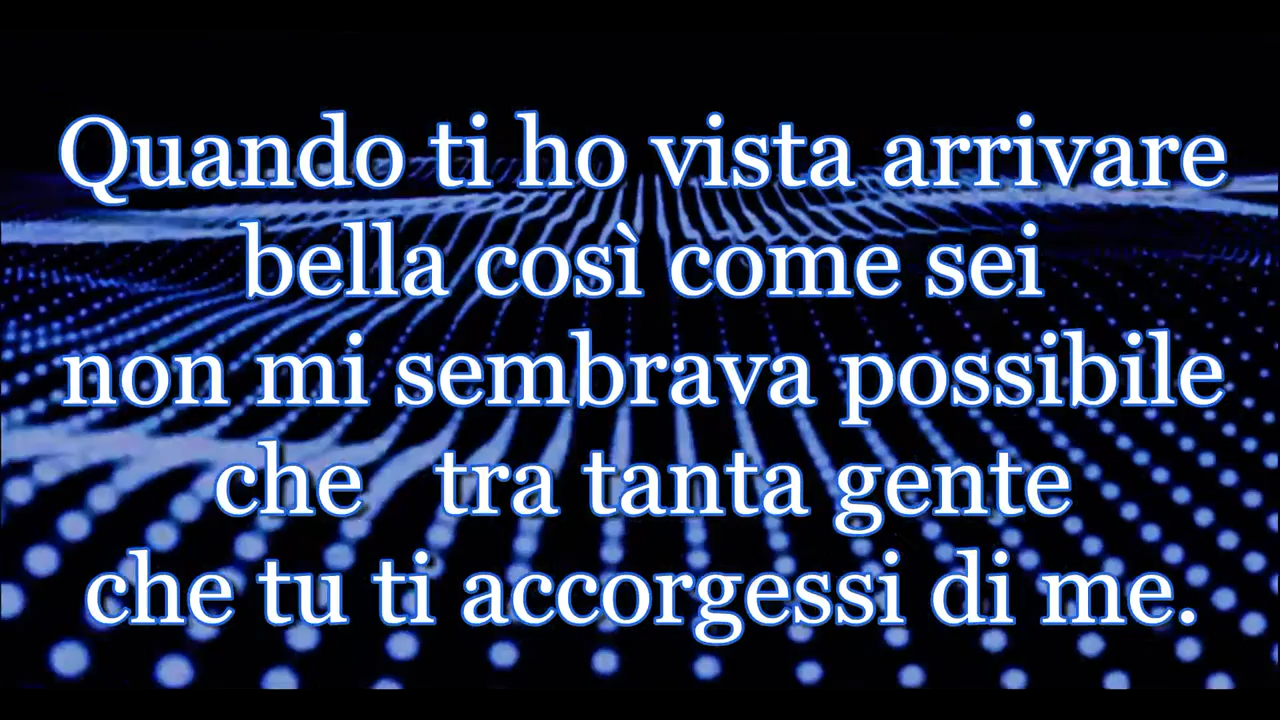 Quando ti ho vista arrivare
bella così come sei
non mi sembrava possibile
che tra tanta gente
che tu ti accorgessi di me.